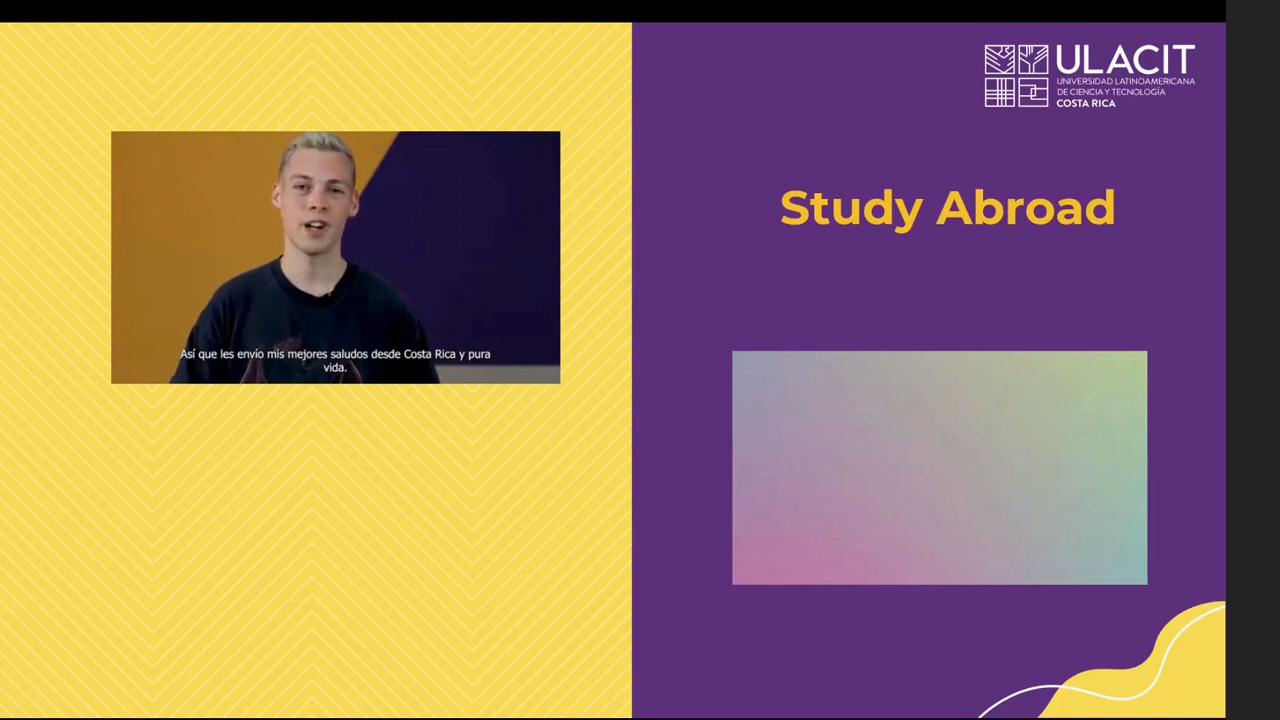 Así que les envío mis mejores saludos desde Costa Rica y pura
vida.
ULACIT
UNIVERSIDAD LATINOAMERICANA
DE CIENCIA Y TECNOLOGÍA
COSTA RICA
Study Abroad